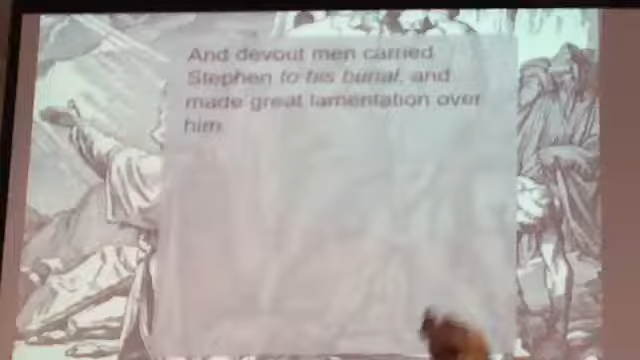 And devout men carried
Stephen to his burial, and
made great lamentation over
him